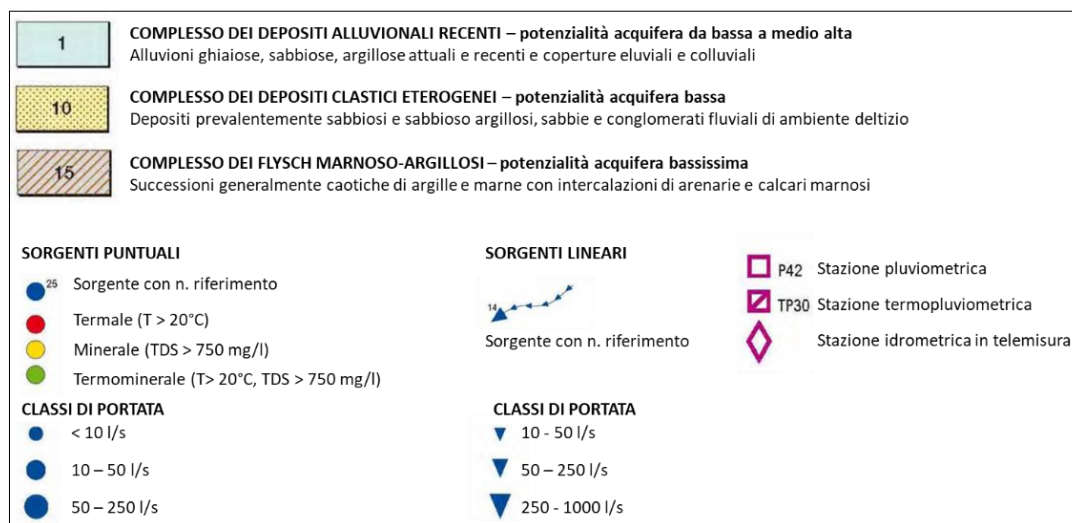 1
COMPLESSO DEI DEPOSITI ALLUVIONALI RECENTI – potenzialità acquifera da bassa a medio alta
Alluvioni ghiaiose, sabbiose, argillose attuali e recenti e coperture eluviali e colluviali
10
COMPLESSO DEI DEPOSITI CLASTICI ETEROGENEI – potenzialità acquifera bassa
Depositi prevalentemente sabbiosi e sabbioso argillosi, sabbie e conglomerati fluviali di ambiente deltizio
15
COMPLESSO DEI FLYSCH MARNOSO-ARGILLOSI – potenzialità acquifera bassissima
Successioni generalmente caotiche di argille e marne con intercalazioni di arenarie e calcari marnosi
SORGENTI PUNTUALI
25 Sorgente con n. riferimento
Termale (T > 20°C)
Minerale (TDS > 750 mg/l)
Termominerale (T> 20°C, TDS > 750 mg/l)
CLASSI DI PORTATA
< 10 l/s
10 – 50 l/s
50 – 250 l/s
SORGENTI LINEARI
14
Sorgente con n. riferimento
CLASSI DI PORTATA
10 - 50 l/s
50 – 250 l/s
250 - 1000 l/s
P42 Stazione pluviometrica
TP30 Stazione termopluviometrica
Stazione idrometrica in telemisura